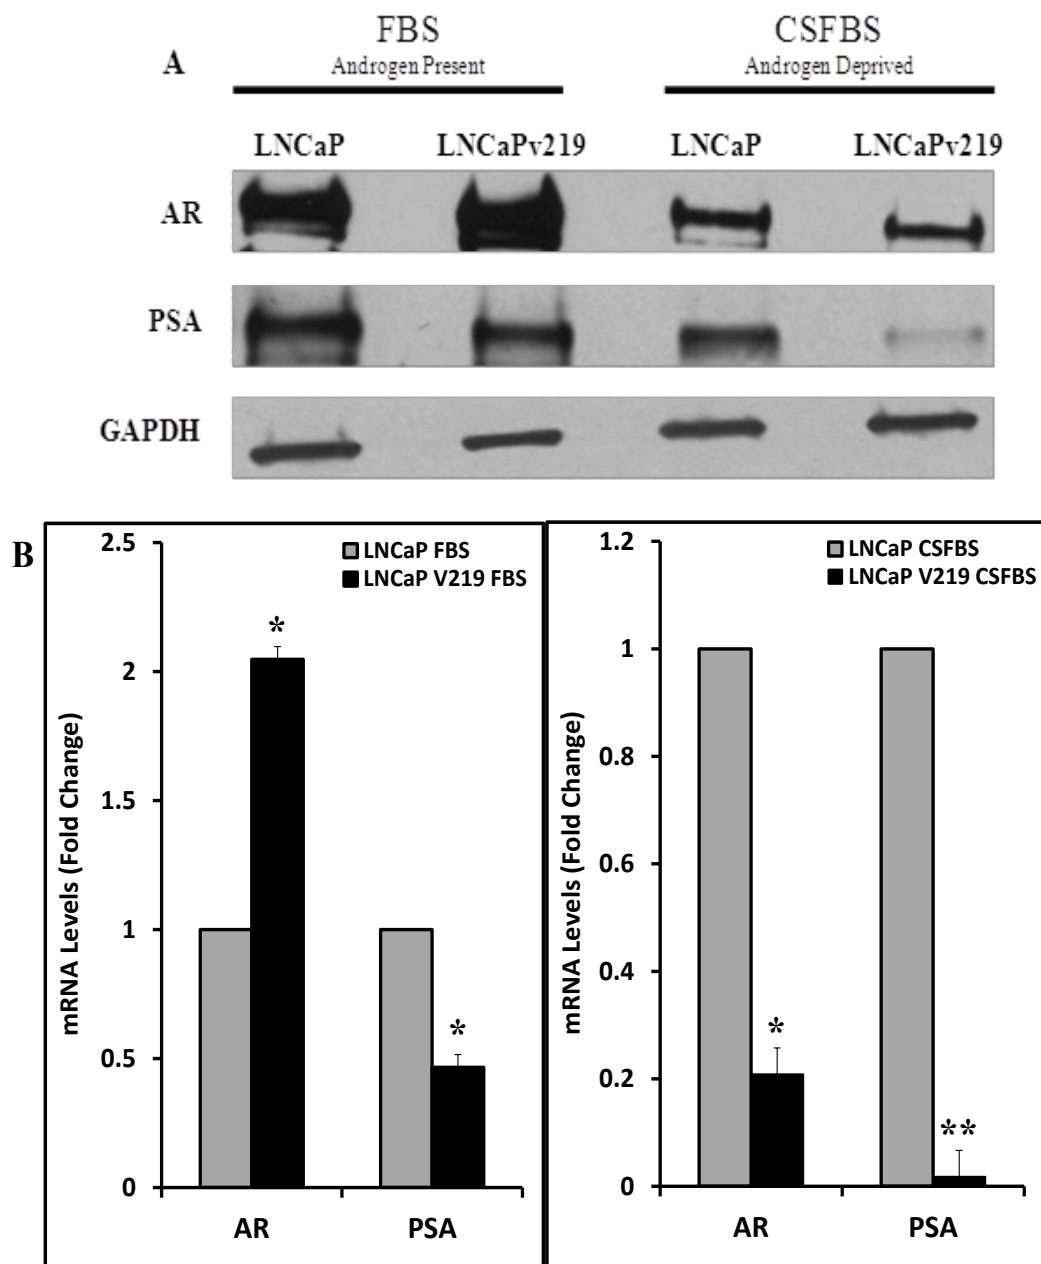 FBS
Androgen Present
CSFBS
Androgen Deprived
A
LNCaP
LNCaPv219
LNCaP
LNCaPv219
AR
PSA
GAPDH
B
2.5
2
1.5
1
0.5
0
mRNA Levels (Fold Change)
LNCaP FBS
LNCaP V219 FBS
*
*
AR
PSA
1.2
1
0.8
0.6
0.4
0.2
0
mRNA Levels (Fold Change)
LNCaP CSFBS
LNCaP V219 CSFBS
*
**
AR
PSA